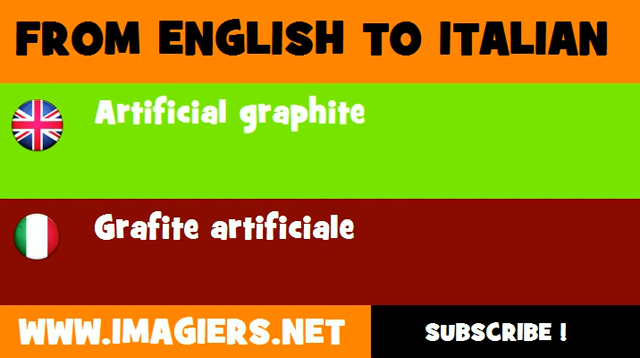 FROM ENGLISH TO ITALIAN
Artificial graphite
Grafite artificiale
WWW.IMAGIERS.NET
SUBSCRIBE !